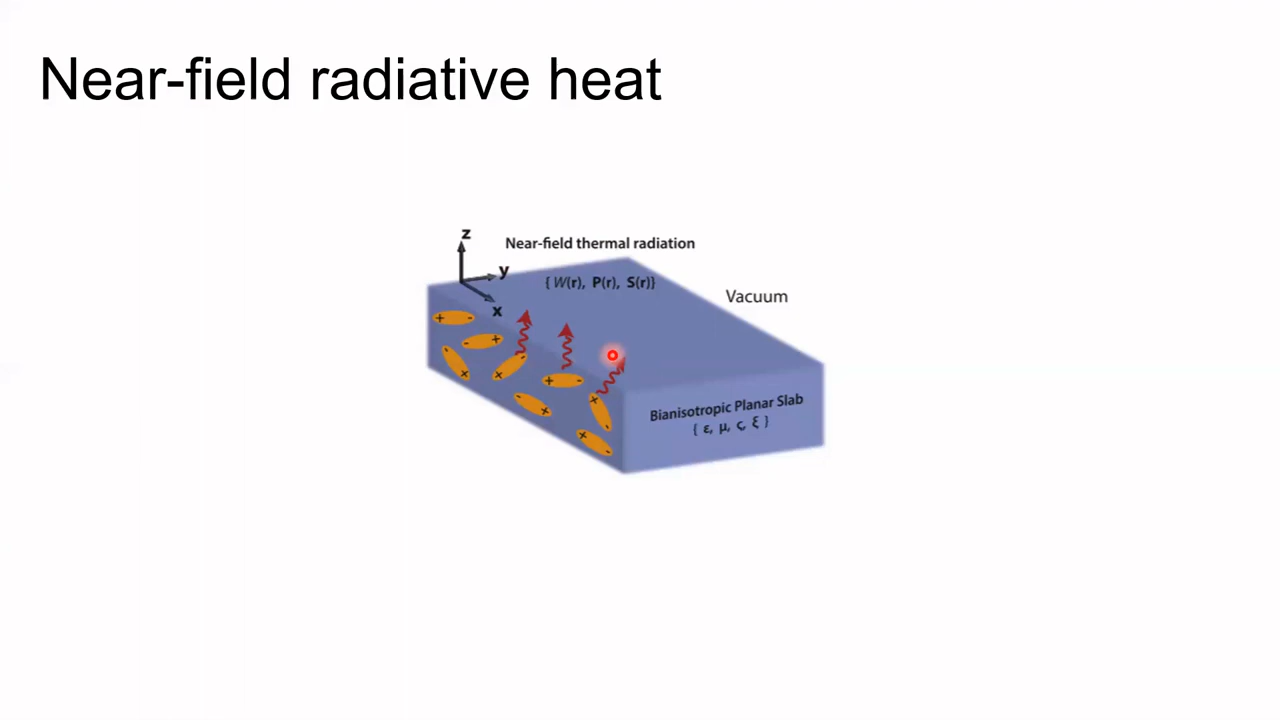 Near-field radiative heat
z
Near-field thermal radiation
y
{ W(r), P(r), S(r)}
Vacuum
x
+ -
- +
- +
+ -
+ -
- +
+ -
+ -
Bianisotropic Planar Slab
{ ε, μ, ς, ξ }